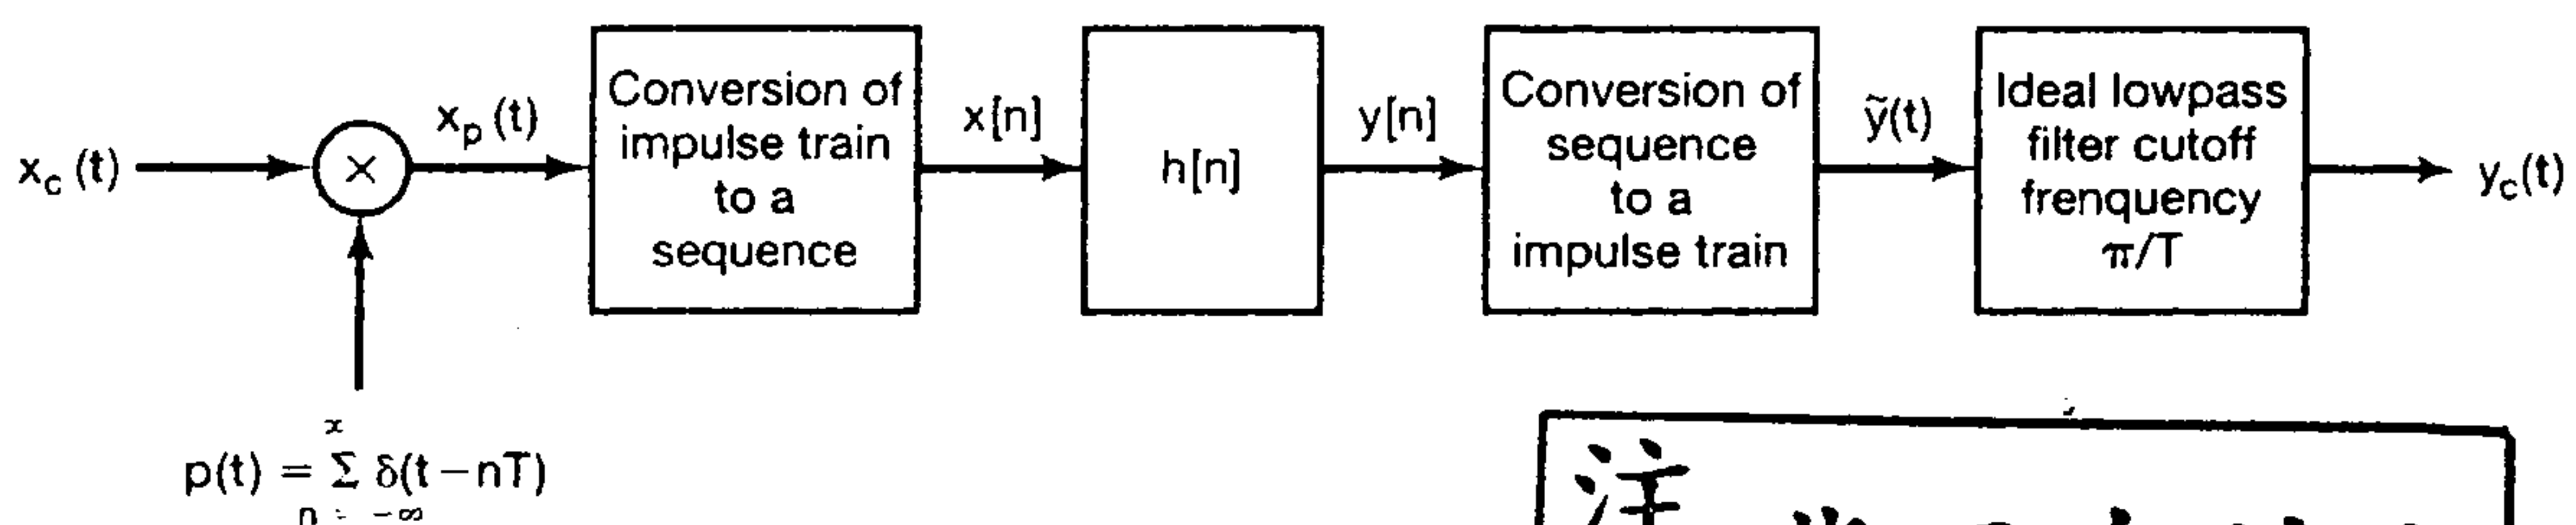 x_c (t)
x_p (t)
Conversion of
impulse train
to a
sequence
x[n]
h[n]
y[n]
Conversion of
sequence
to a
impulse train
ỹ(t)
Ideal lowpass
filter cutoff
frenquency
π/T
y_c(t)
×
p(t) = Σ δ(t−nT)
−∞
注